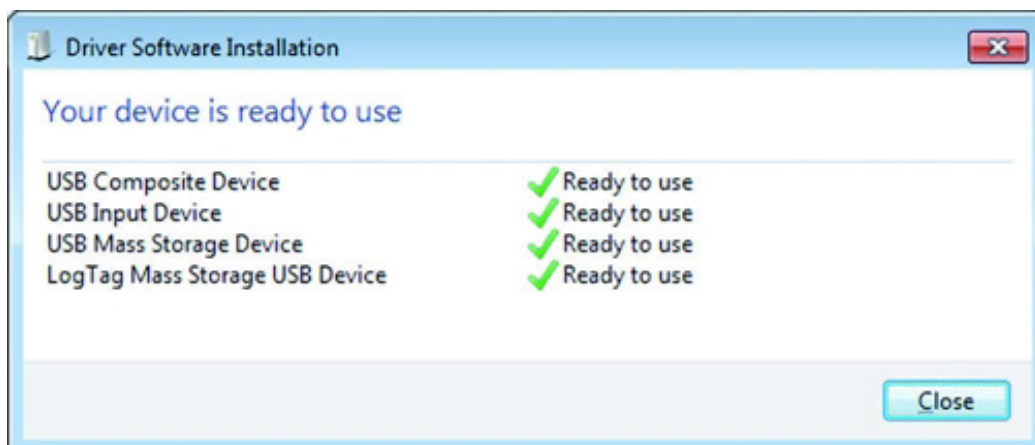 Driver Software Installation
Your device is ready to use
USB Composite Device Ready to use
USB Input Device Ready to use
USB Mass Storage Device Ready to use
LogTag Mass Storage USB Device Ready to use
Close